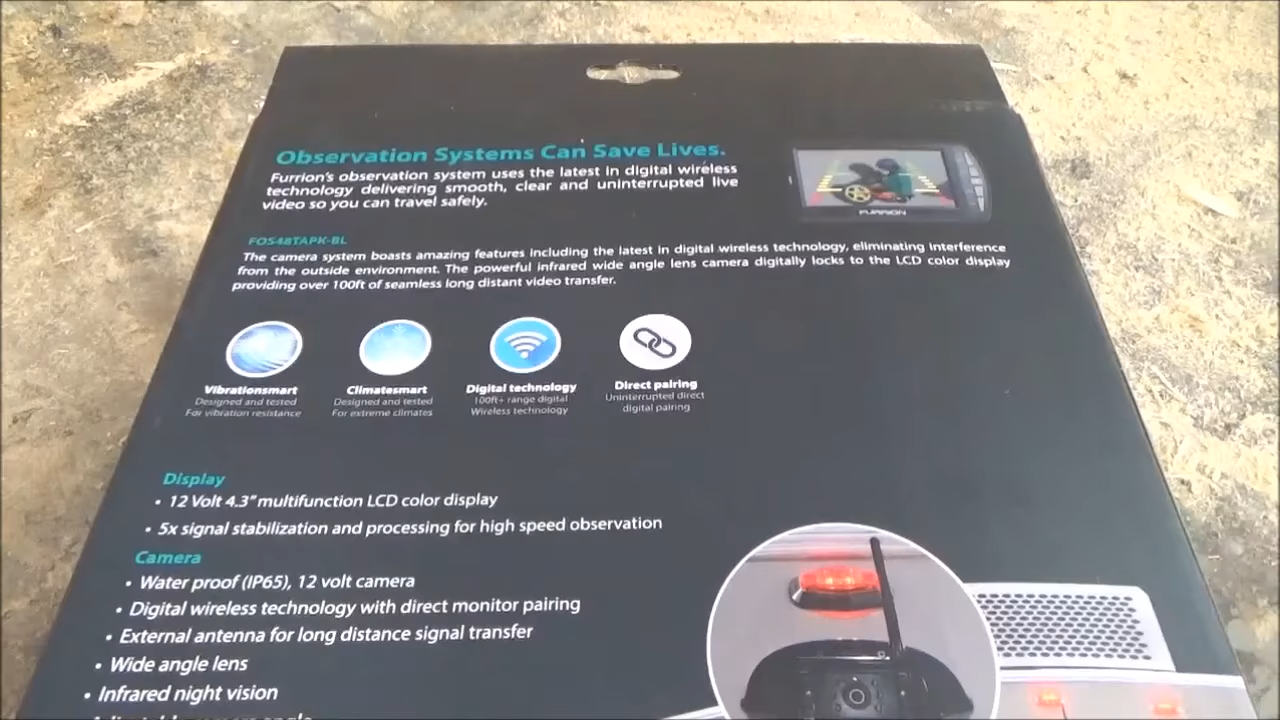 Observation Systems Can Save Lives.
Furrion's observation system uses the latest in digital wireless
technology delivering smooth, clear and uninterrupted live
video so you can travel safely.
FURRION
FOS48TAPK-BL
The camera system boasts amazing features including the latest in digital wireless technology, eliminating interference
from the outside environment. The powerful infrared wide angle lens camera digitally locks to the LCD color display
providing over 100ft of seamless long distant video transfer.
Vibrationsmart
Designed and tested
For vibration resistance
Climatesmart
Designed and tested
For extreme climates
Digital technology
100ft+ range digital
Wireless technology
Direct pairing
Uninterrupted direct
digital pairing
Display
• 12 Volt 4.3" multifunction LCD color display
• 5x signal stabilization and processing for high speed observation
Camera
• Water proof (IP65), 12 volt camera
• Digital wireless technology with direct monitor pairing
• External antenna for long distance signal transfer
• Wide angle lens
• Infrared night vision
• Adjustable camera angle